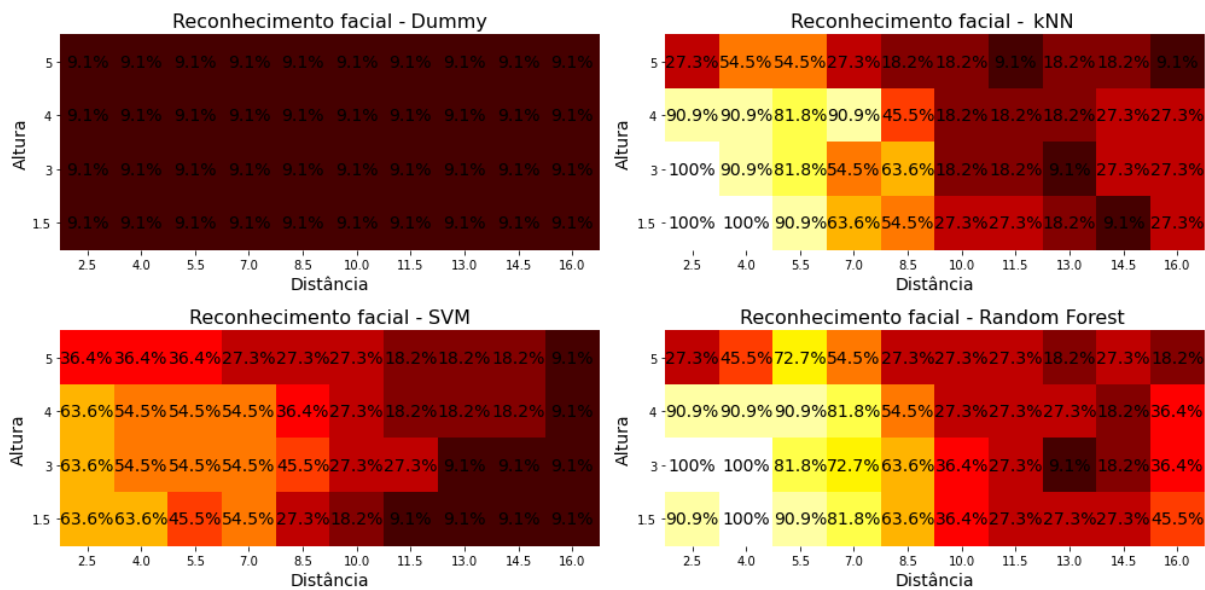 Reconhecimento facial - Dummy
Altura
5 9.1% 9.1% 9.1% 9.1% 9.1% 9.1% 9.1% 9.1% 9.1% 9.1%
4 9.1% 9.1% 9.1% 9.1% 9.1% 9.1% 9.1% 9.1% 9.1% 9.1%
3 9.1% 9.1% 9.1% 9.1% 9.1% 9.1% 9.1% 9.1% 9.1% 9.1%
1.5 9.1% 9.1% 9.1% 9.1% 9.1% 9.1% 9.1% 9.1% 9.1% 9.1%
2.5 4.0 5.5 7.0 8.5 10.0 11.5 13.0 14.5 16.0
Distância
Reconhecimento facial - kNN
Altura
5 27.3% 54.5% 54.5% 27.3% 18.2% 18.2% 9.1% 18.2% 18.2% 9.1%
4 90.9% 90.9% 81.8% 90.9% 45.5% 18.2% 18.2% 18.2% 27.3% 27.3%
3 100% 90.9% 81.8% 54.5% 63.6% 18.2% 18.2% 9.1% 27.3% 27.3%
1.5 100% 100% 90.9% 63.6% 54.5% 27.3% 27.3% 18.2% 9.1% 27.3%
2.5 4.0 5.5 7.0 8.5 10.0 11.5 13.0 14.5 16.0
Distância
Reconhecimento facial - SVM
Altura
5 36.4% 36.4% 36.4% 27.3% 27.3% 27.3% 18.2% 18.2% 18.2% 9.1%
4 63.6% 54.5% 54.5% 54.5% 36.4% 27.3% 18.2% 18.2% 18.2% 9.1%
3 63.6% 54.5% 54.5% 54.5% 45.5% 27.3% 27.3% 9.1% 9.1% 9.1%
1.5 63.6% 63.6% 45.5% 54.5% 27.3% 18.2% 9.1% 9.1% 9.1% 9.1%
2.5 4.0 5.5 7.0 8.5 10.0 11.5 13.0 14.5 16.0
Distância
Reconhecimento facial - Random Forest
Altura
5 27.3% 45.5% 72.7% 54.5% 27.3% 27.3% 27.3% 18.2% 27.3% 18.2%
4 90.9% 90.9% 90.9% 81.8% 54.5% 27.3% 27.3% 27.3% 18.2% 36.4%
3 100% 100% 81.8% 72.7% 63.6% 36.4% 27.3% 9.1% 18.2% 36.4%
1.5 90.9% 100% 90.9% 81.8% 63.6% 36.4% 27.3% 27.3% 27.3% 45.5%
2.5 4.0 5.5 7.0 8.5 10.0 11.5 13.0 14.5 16.0
Distância